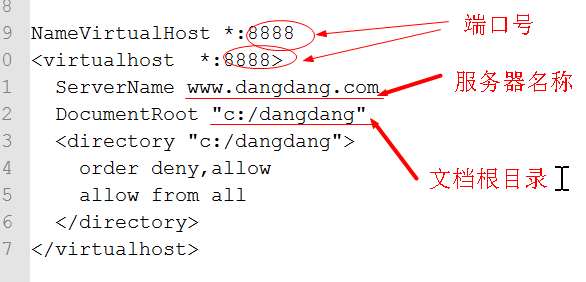 8
9 NameVirtualHost *:8888 端口号
0 <virtualhost  *:8888>
1 ServerName www.dangdang.com 服务器名称
2 DocumentRoot "c:/dangdang"
3 <directory "c:/dangdang">
4 order deny,allow 文档根目录
5 allow from all
6 </directory>
7 </virtualhost>